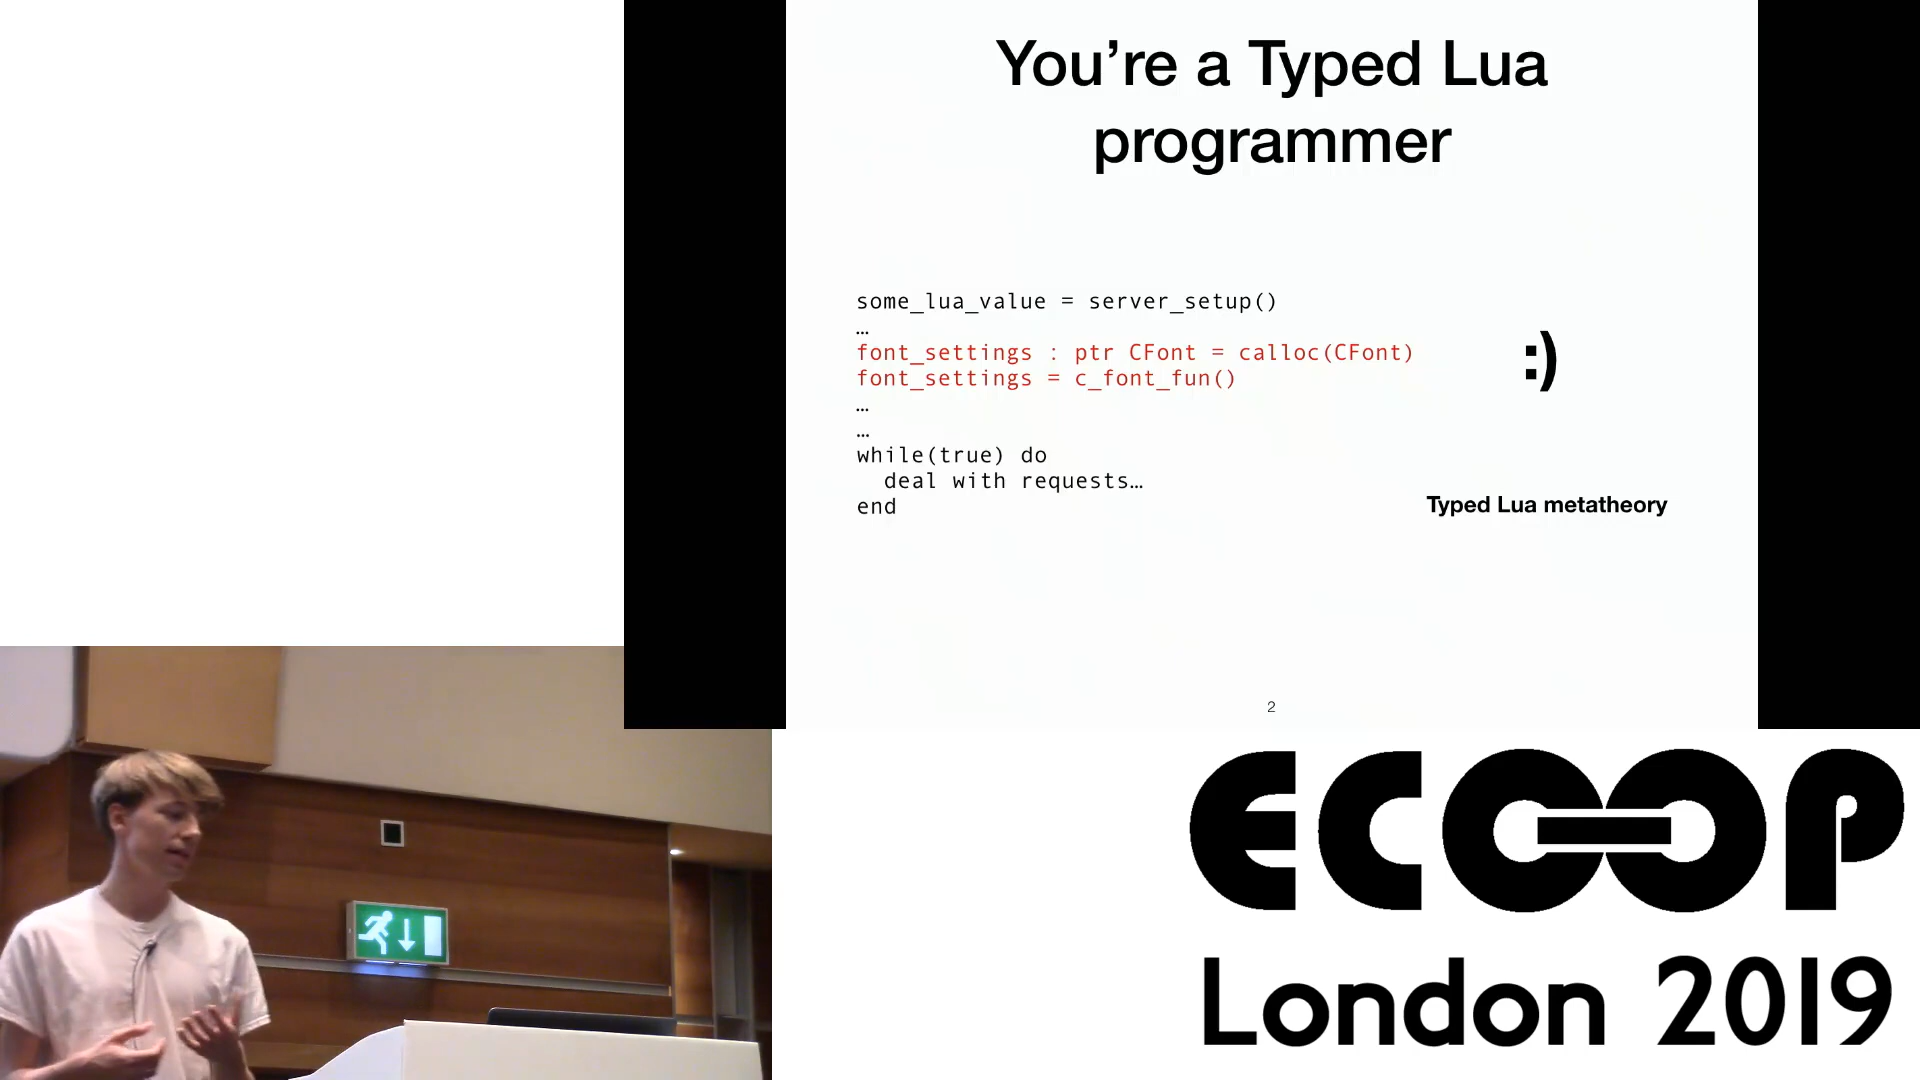 You’re a Typed Lua
programmer
some_lua_value = server_setup()
…
font_settings : ptr CFont = calloc(CFont)
font_settings = c_font_fun()
…
…
while(true) do
  deal with requests…
end
:)
Typed Lua metatheory
2
ECOOP
London 2019